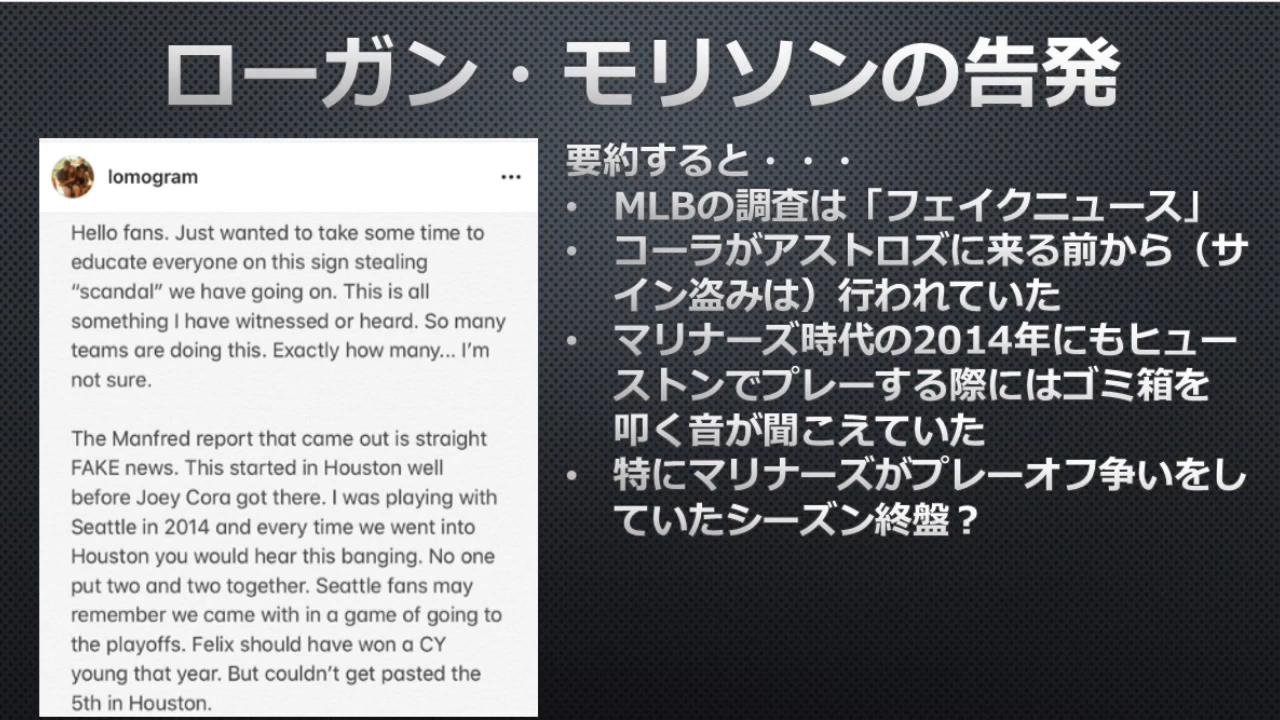 ローガン・モリソンの告発
lomogram
Hello fans. Just wanted to take some time to
educate everyone on this sign stealing
“scandal” we have going on. This is all
something I have witnessed or heard. So many
teams are doing this. Exactly how many... I’m
not sure.
The Manfred report that came out is straight
FAKE news. This started in Houston well
before Joey Cora got there. I was playing with
Seattle in 2014 and every time we went into
Houston you would hear this banging. No one
put two and two together. Seattle fans may
remember we came with in a game of going to
the playoffs. Felix should have won a CY
young that year. But couldn’t get pasted the
5th in Houston.
要約すると・・・
• MLBの調査は「フェイクニュース」
• コーラがアストロズに来る前から（サ
イン盗みは）行われていた
• マリナーズ時代の2014年にもヒュー
ストンでプレーする際にはゴミ箱を
叩く音が聞こえていた
• 特にマリナーズがプレーオフ争いをし
ていたシーズン終盤？